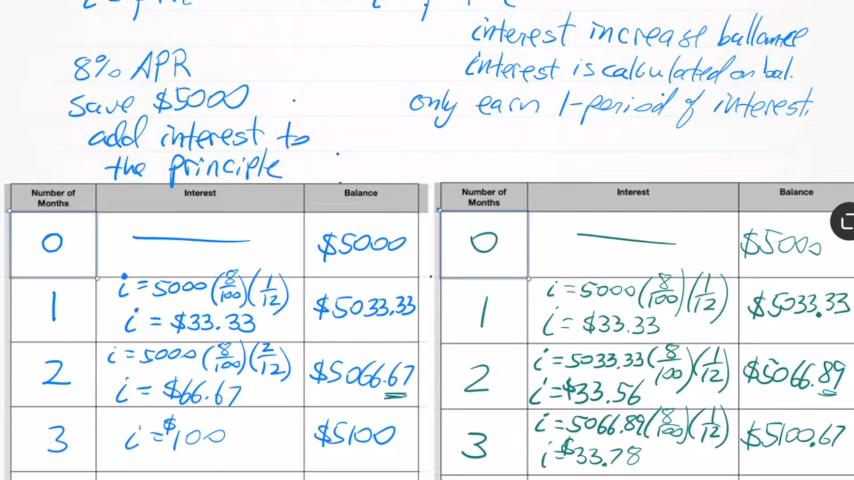 8% APR
save $5000
add interest to
the principle
interest increase ballance
interest is calculated on bal.
only earn 1-period of interest.
Number of Months Interest Balance
0 — $5000
1 i = 5000(8/100)(1/12) $5033.33
i = $33.33
2 i = 5000(8/100)(2/12) $5066.67
i = $66.67
3 i = $100 $5100
Number of Months Interest Balance
0 — $5000
1 i = 5000(8/100)(1/12) $5033.33
i = $33.33
2 i = 5033.33(8/100)(1/12) $5066.89
i = $33.56
3 i = 5066.89(8/100)(1/12) $5100.67
i = $33.78